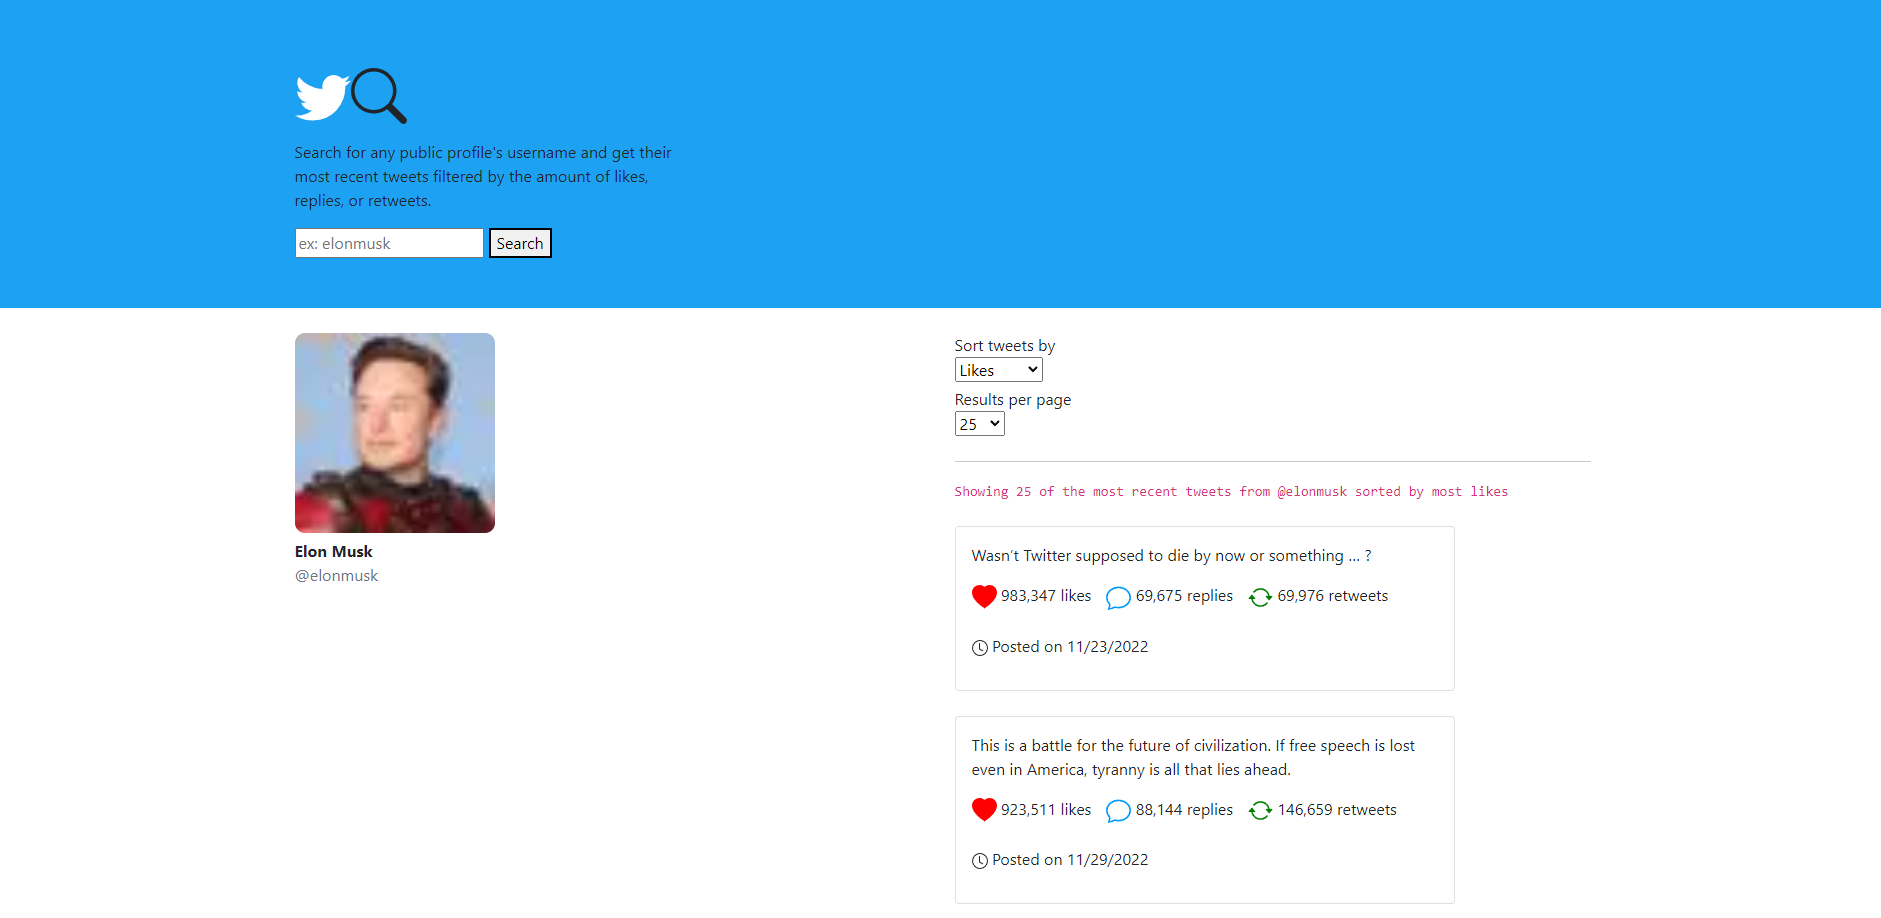 Search for any public profile's username and get their
most recent tweets filtered by the amount of likes,
replies, or retweets.
ex: elonmusk
Search
Elon Musk
@elonmusk
Sort tweets by
Likes
Results per page
25
Showing 25 of the most recent tweets from @elonmusk sorted by most likes
Wasn’t Twitter supposed to die by now or something … ?
983,347 likes 69,675 replies 69,976 retweets
Posted on 11/23/2022
This is a battle for the future of civilization. If free speech is lost
even in America, tyranny is all that lies ahead.
923,511 likes 88,144 replies 146,659 retweets
Posted on 11/29/2022